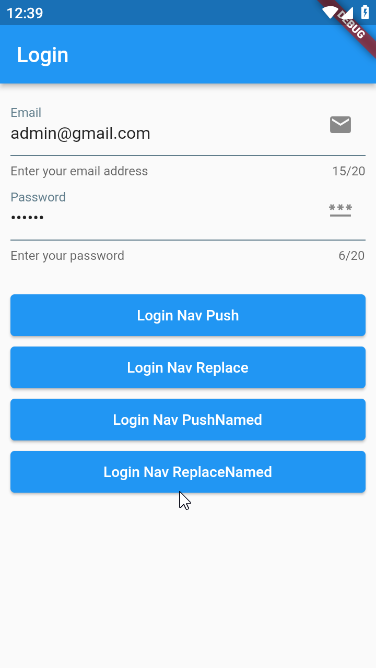 12:39
DEBUG
Login
Email
admin@gmail.com
Enter your email address 15/20
Password
••••••
***
Enter your password 6/20
Login Nav Push
Login Nav Replace
Login Nav PushNamed
Login Nav ReplaceNamed